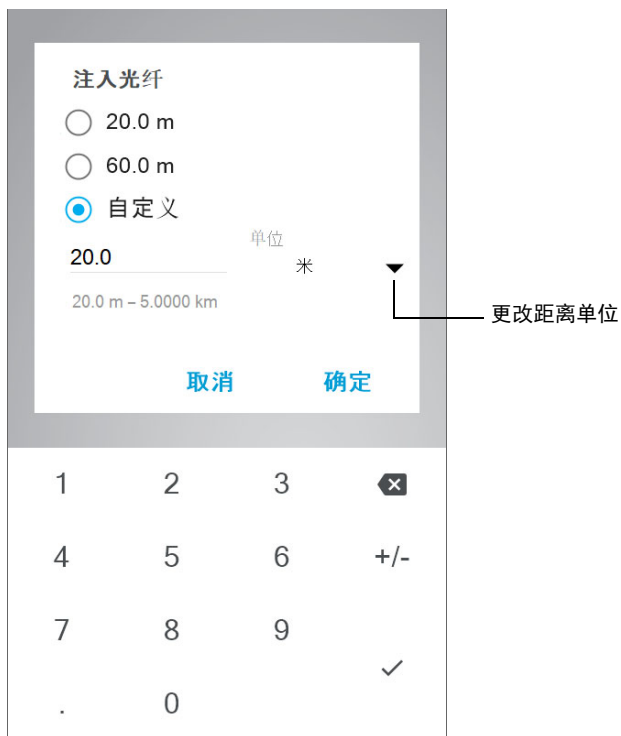 注入光纤
20.0 m
60.0 m
自定义
单位
20.0
米
20.0 m – 5.0000 km
更改距离单位
取消 确定
1 2 3
4 5 6 +/-
7 8 9
. 0